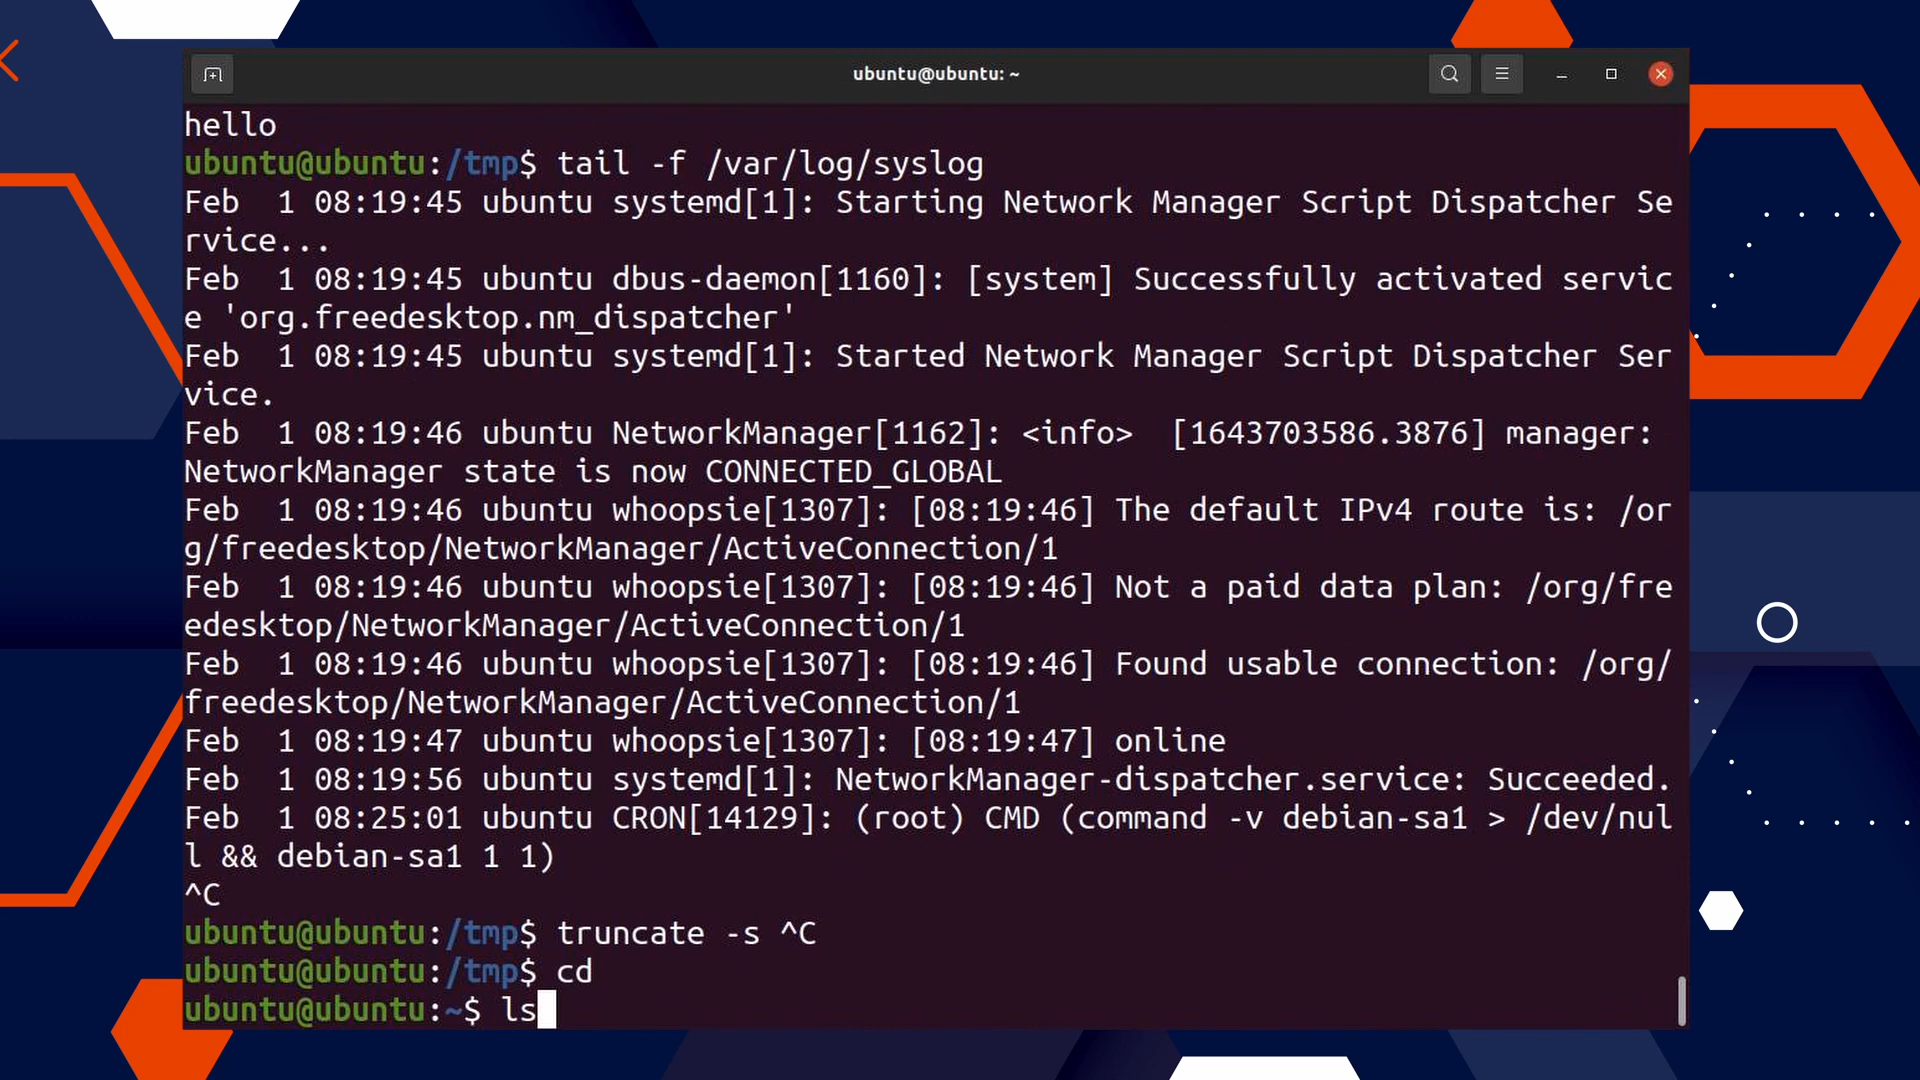 ubuntu@ubuntu: ~
hello
ubuntu@ubuntu:/tmp$ tail -f /var/log/syslog
Feb  1 08:19:45 ubuntu systemd[1]: Starting Network Manager Script Dispatcher Se
rvice...
Feb  1 08:19:45 ubuntu dbus-daemon[1160]: [system] Successfully activated servic
e 'org.freedesktop.nm_dispatcher'
Feb  1 08:19:45 ubuntu systemd[1]: Started Network Manager Script Dispatcher Ser
vice.
Feb  1 08:19:46 ubuntu NetworkManager[1162]: <info>  [1643703586.3876] manager:
NetworkManager state is now CONNECTED_GLOBAL
Feb  1 08:19:46 ubuntu whoopsie[1307]: [08:19:46] The default IPv4 route is: /or
g/freedesktop/NetworkManager/ActiveConnection/1
Feb  1 08:19:46 ubuntu whoopsie[1307]: [08:19:46] Not a paid data plan: /org/fre
edesktop/NetworkManager/ActiveConnection/1
Feb  1 08:19:46 ubuntu whoopsie[1307]: [08:19:46] Found usable connection: /org/
freedesktop/NetworkManager/ActiveConnection/1
Feb  1 08:19:47 ubuntu whoopsie[1307]: [08:19:47] online
Feb  1 08:19:56 ubuntu systemd[1]: NetworkManager-dispatcher.service: Succeeded.
Feb  1 08:25:01 ubuntu CRON[14129]: (root) CMD (command -v debian-sa1 > /dev/nul
l && debian-sa1 1 1)
^C
ubuntu@ubuntu:/tmp$ truncate -s ^C
ubuntu@ubuntu:/tmp$ cd
ubuntu@ubuntu:~$ ls